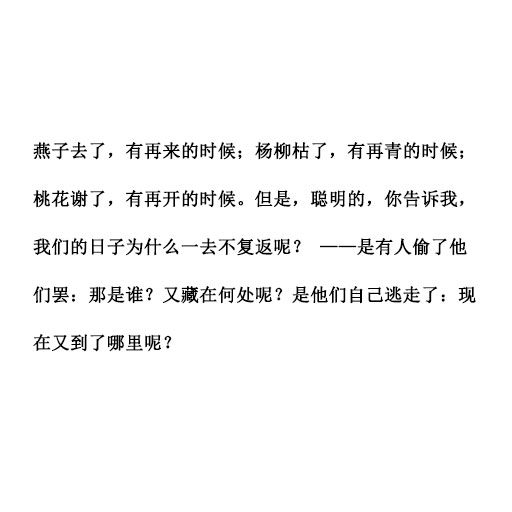 燕子去了，有再来的时候；杨柳枯了，有再青的时候；
桃花谢了，有再开的时候。但是，聪明的，你告诉我，
我们的日子为什么一去不复返呢？ ——是有人偷了他
们罢：那是谁？又藏在何处呢？是他们自己逃走了：现
在又到了哪里呢？